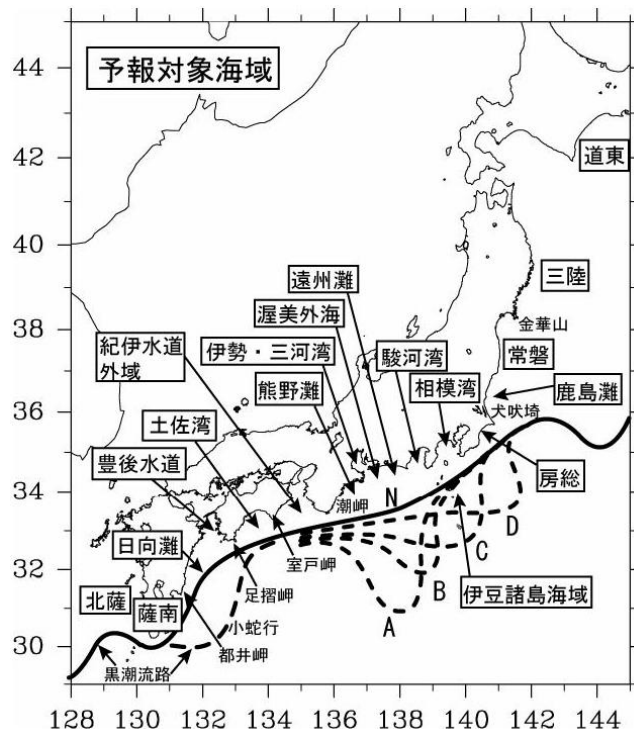 44
予報対象海域
42
道東
40
遠州灘
三陸
渥美外海
金華山
38
紀伊水道
外域
伊勢・三河湾
駿河湾
常磐
熊野灘
相模湾
鹿島灘
36
犬吠埼
土佐湾
豊後水道
房総
34
潮岬
N
D
日向灘
室戸岬
C
32
足摺岬
B
伊豆諸島海域
北薩
薩南
A
小蛇行
30
都井岬
黒潮流路
128 130 132 134 136 138 140 142 144